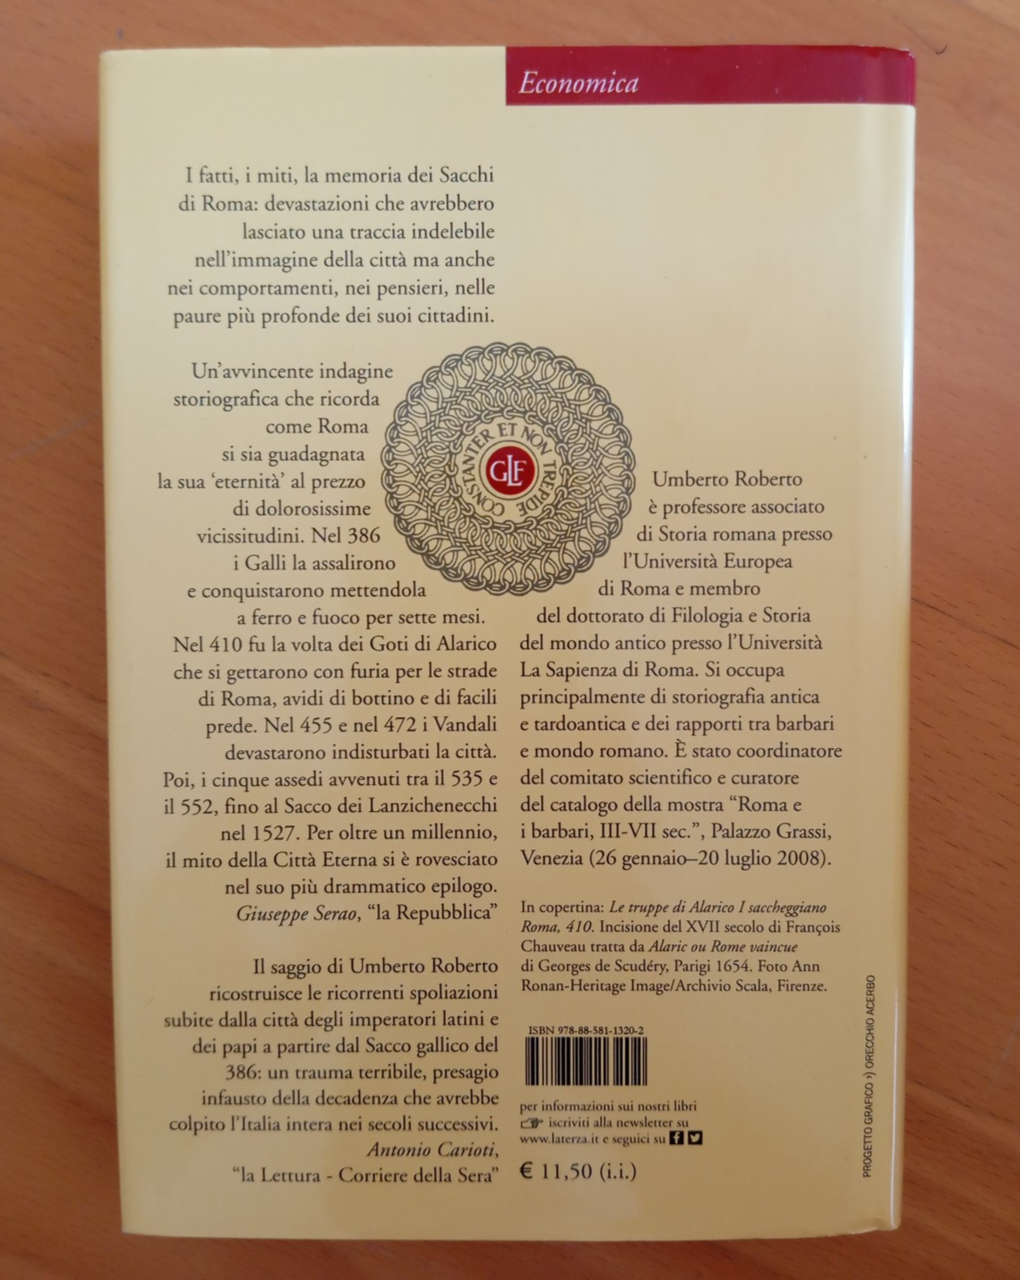 Economica
I fatti, i miti, la memoria dei Sacchi
di Roma: devastazioni che avrebbero
lasciato una traccia indelebile
nell'immagine della città ma anche
nei comportamenti, nei pensieri, nelle
paure più profonde dei suoi cittadini.
Un'avvincente indagine
storiografica che ricorda
come Roma
si sia guadagnata
la sua 'eternità' al prezzo
di dolorosissime
vicissitudini. Nel 386
i Galli la assalirono
e conquistarono mettendola
a ferro e fuoco per sette mesi.
Nel 410 fu la volta dei Goti di Alarico
che si gettarono con furia per le strade
di Roma, avidi di bottino e di facili
prede. Nel 455 e nel 472 i Vandali
devastarono indisturbati la città.
Poi, i cinque assedi avvenuti tra il 535 e
il 552, fino al Sacco dei Lanzichenecchi
nel 1527. Per oltre un millennio,
il mito della Città Eterna si è rovesciato
nel suo più drammatico epilogo.
Giuseppe Serao, “la Repubblica”
Il saggio di Umberto Roberto
ricostruisce le ricorrenti spoliazioni
subite dalla città degli imperatori latini e
dei papi a partire dal Sacco gallico del
386: un trauma terribile, presagio
infausto della decadenza che avrebbe
colpito l'Italia intera nei secoli successivi.
Antonio Carioti,
“la Lettura - Corriere della Sera”
CONSTANTER ET NON TREPIDE
GLF
Umberto Roberto
è professore associato
di Storia romana presso
l'Università Europea
di Roma e membro
del dottorato di Filologia e Storia
del mondo antico presso l'Università
La Sapienza di Roma. Si occupa
principalmente di storiografia antica
e tardoantica e dei rapporti tra barbari
e mondo romano. È stato coordinatore
del comitato scientifico e curatore
del catalogo della mostra “Roma e
i barbari, III-VII sec.”, Palazzo Grassi,
Venezia (26 gennaio–20 luglio 2008).
In copertina: Le truppe di Alarico I saccheggiano
Roma, 410. Incisione del XVII secolo di François
Chauveau tratta da Alaric ou Rome vaincue
di Georges de Scudéry, Parigi 1654. Foto Ann
Ronan-Heritage Image/Archivio Scala, Firenze.
ISBN 978-88-581-1320-2
per informazioni sui nostri libri
☞ iscriviti alla newsletter su
www.laterza.it e seguici su
€ 11,50 (i.i.)
PROGETTO GRAFICO ›) ORECCHIO ACERBO